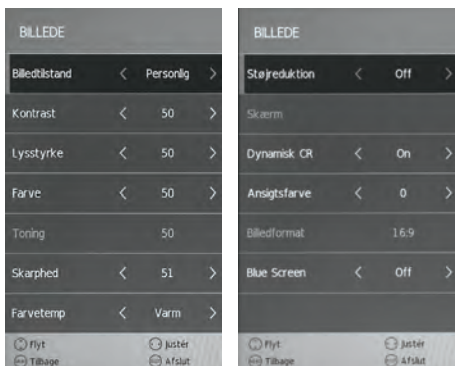 BILLEDE
Billedtilstand < Personlig >
Kontrast < 50 >
Lysstyrke < 50 >
Farve < 50 >
Toning 50
Skarphed < 51 >
Farvetemp < Varm >
Flyt Justér
Tilbage Afslut
BILLEDE
Støjreduktion < Off >
Skærm
Dynamisk CR < On >
Ansigtsfarve < 0 >
Billedformat 16:9
Blue Screen < Off >
Flyt Justér
Tilbage Afslut